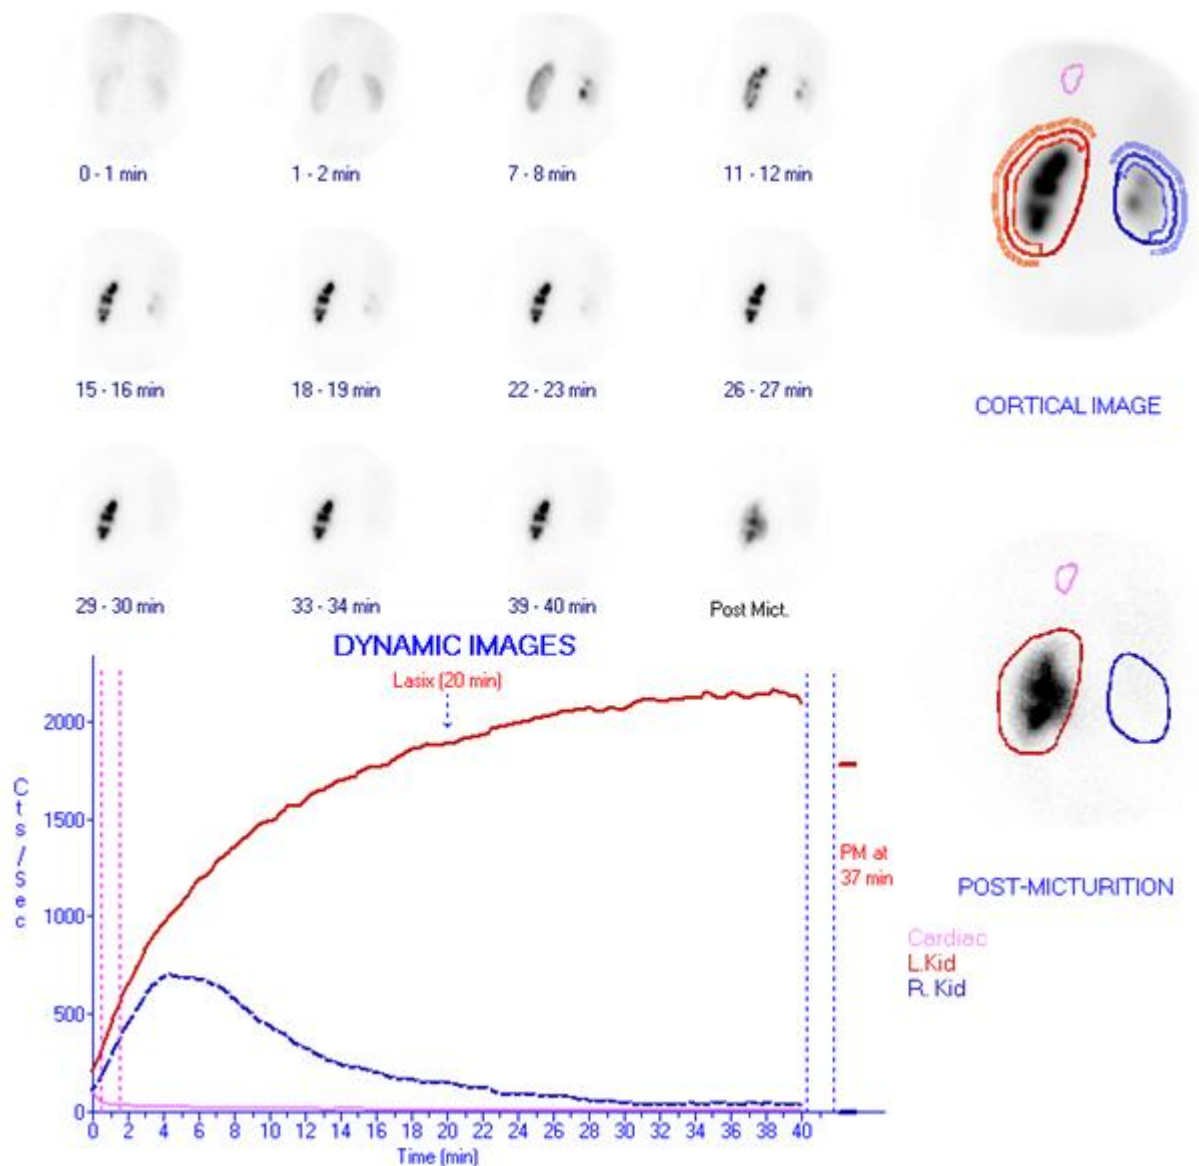 0 - 1 min
1 - 2 min
7 - 8 min
11 - 12 min
15 - 16 min
18 - 19 min
22 - 23 min
26 - 27 min
CORTICAL IMAGE
29 - 30 min
33 - 34 min
39 - 40 min
Post Mict.
DYNAMIC IMAGES
Lasix (20 min)
2000
1500
1000
500
0
Cts/Sec
PM at
37 min
POST-MICTURITION
Cardiac
L.Kid
R. Kid
0 2 4 6 8 10 12 14 16 18 20 22 24 26 28 30 32 34 36 38 40
Time (min)